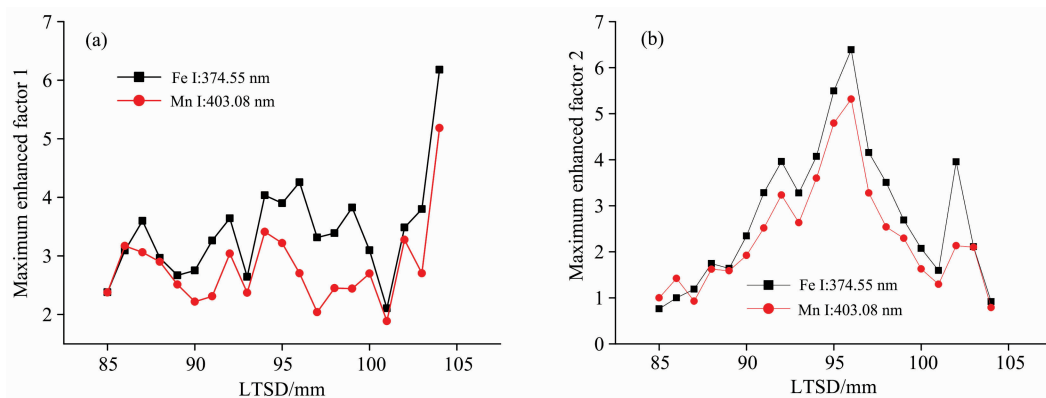 (a)
Fe I:374.55 nm
Mn I:403.08 nm
Maximum enhanced factor 1
7
6
5
4
3
2
85 90 95 100 105
LTSD/mm
(b)
Fe I:374.55 nm
Mn I:403.08 nm
Maximum enhanced factor 2
7
6
5
4
3
2
1
0
85 90 95 100 105
LTSD/mm